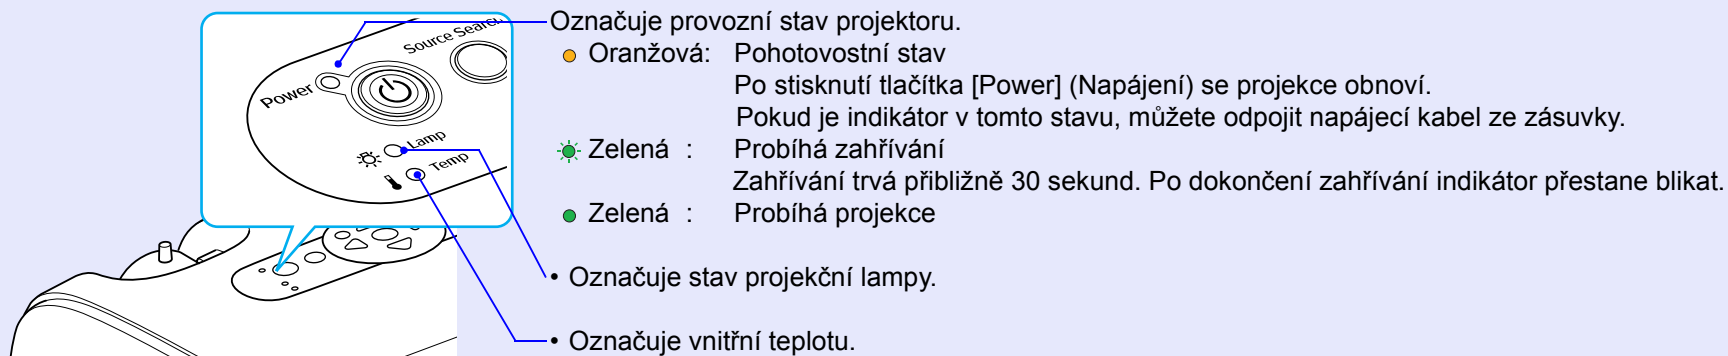 Označuje provozní stav projektoru.
Oranžová: Pohotovostní stav
Po stisknutí tlačítka [Power] (Napájení) se projekce obnoví.
Pokud je indikátor v tomto stavu, můžete odpojit napájecí kabel ze zásuvky.
Zelená : Probíhá zahřívání
Zahřívání trvá přibližně 30 sekund. Po dokončení zahřívání indikátor přestane blikat.
Zelená : Probíhá projekce
• Označuje stav projekční lampy.
• Označuje vnitřní teplotu.
Source Search
Power
Lamp
Temp